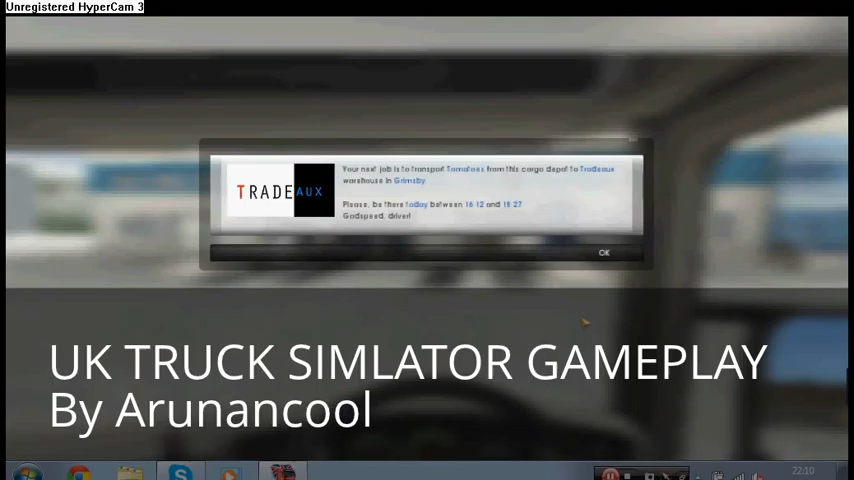 Unregistered HyperCam 3
TRADEAUX
Your next job is to transport Tomatoes from this cargo depot to Tradeaux
warehouse in Grimsby.
Please, be there today between 16:12 and 18:27
Godspeed, driver!
OK
UK TRUCK SIMLATOR GAMEPLAY
By Arunancool
22:10